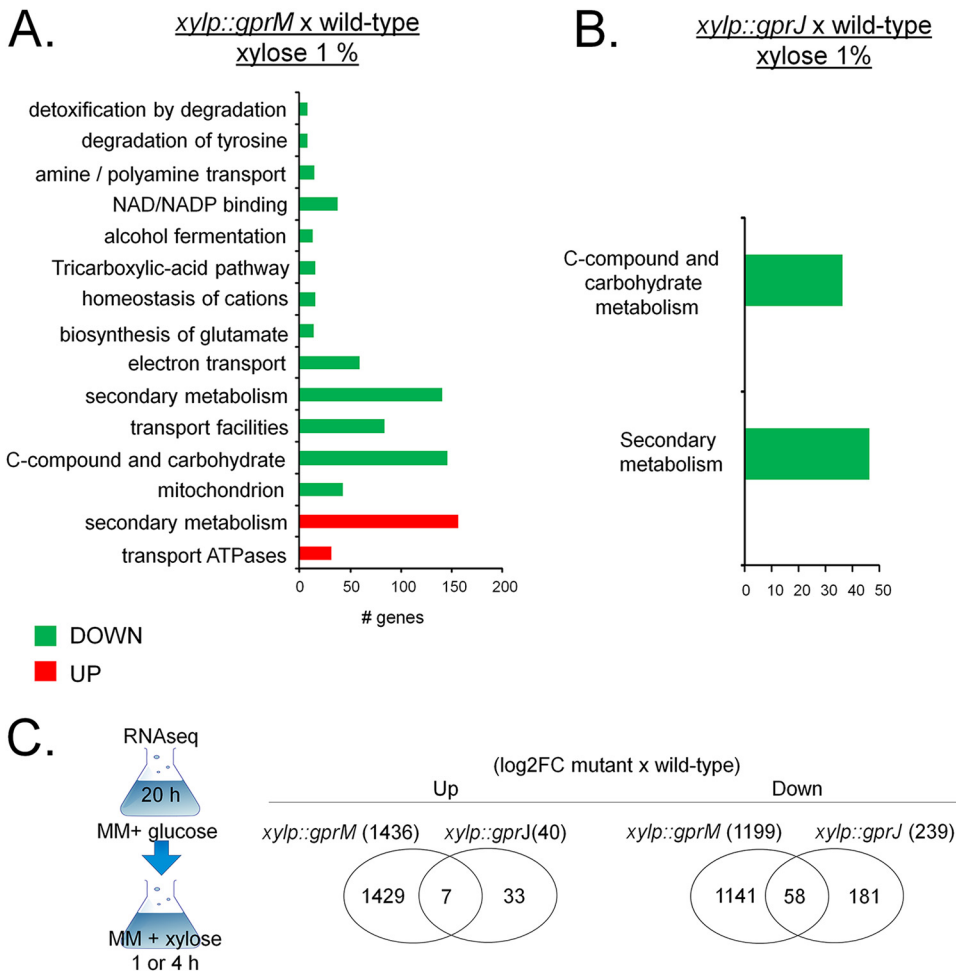 A.
xylp::gprM x wild-type
xylose 1 %
detoxification by degradation
degradation of tyrosine
amine / polyamine transport
NAD/NADP binding
alcohol fermentation
Tricarboxylic-acid pathway
homeostasis of cations
biosynthesis of glutamate
electron transport
secondary metabolism
transport facilities
C-compound and carbohydrate
mitochondrion
secondary metabolism
transport ATPases
0 50 100 150 200
# genes
DOWN
UP
B.
xylp::gprJ x wild-type
xylose 1%
C-compound and
carbohydrate
metabolism
Secondary
metabolism
0 10 20 30 40 50
C.
RNAseq
20 h
MM+ glucose
MM + xylose
1 or 4 h
(log2FC mutant x wild-type)
Up
Down
xylp::gprM (1436) xylp::gprJ(40)
1429 7 33
xylp::gprM (1199) xylp::gprJ (239)
1141 58 181